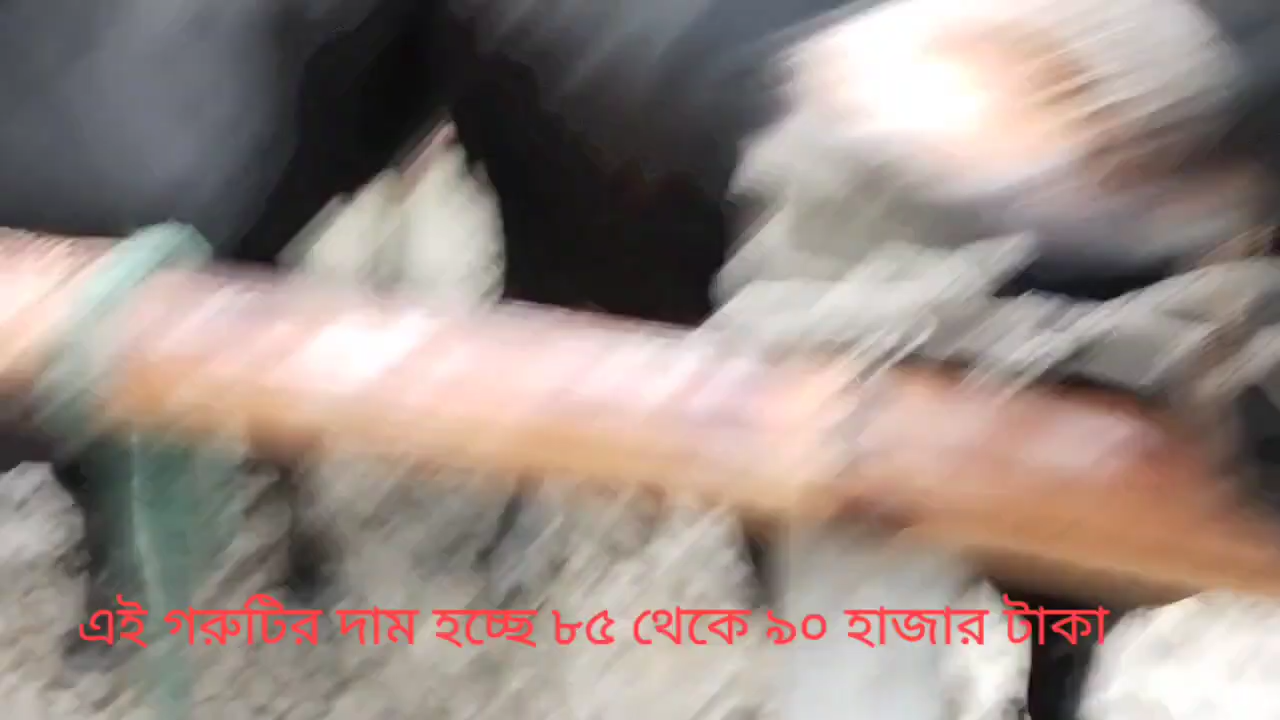 এই গরুটির দাম হচ্ছে ৮৫ থেকে ৯০ হাজার টাকা